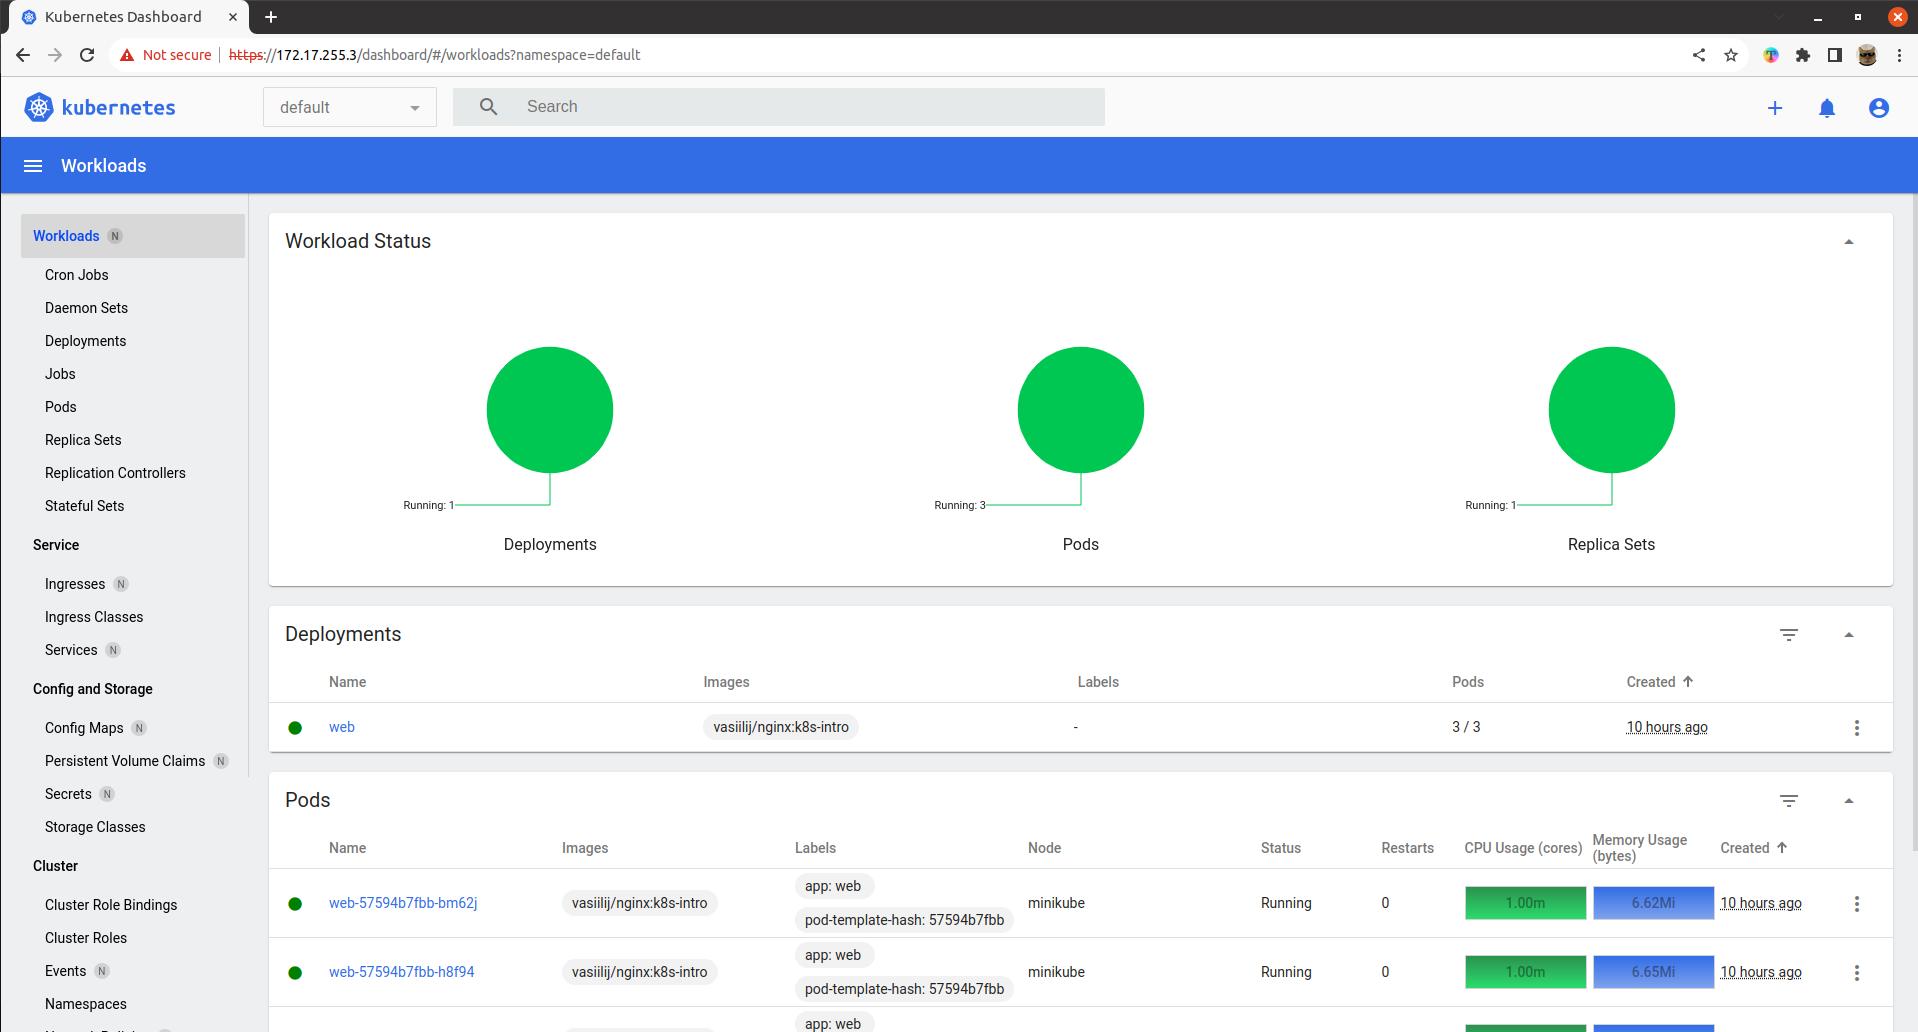 Kubernetes Dashboard
Not secure https://172.17.255.3/dashboard/#/workloads?namespace=default
kubernetes
default
Search
Workloads
Workloads N
Cron Jobs
Daemon Sets
Deployments
Jobs
Pods
Replica Sets
Replication Controllers
Stateful Sets
Service
Ingresses N
Ingress Classes
Services N
Config and Storage
Config Maps N
Persistent Volume Claims N
Secrets N
Storage Classes
Cluster
Cluster Role Bindings
Cluster Roles
Events N
Namespaces
Workload Status
Running: 1
Running: 3
Running: 1
Deployments
Pods
Replica Sets
Deployments
Name Images Labels Pods Created
web vasiilij/nginx:k8s-intro - 3 / 3 10 hours ago
Pods
Name Images Labels Node Status Restarts CPU Usage (cores) Memory Usage (bytes) Created
app: web
web-57594b7fbb-bm62j vasiilij/nginx:k8s-intro minikube Running 0 1.00m 6.62Mi 10 hours ago
pod-template-hash: 57594b7fbb
app: web
web-57594b7fbb-h8f94 vasiilij/nginx:k8s-intro minikube Running 0 1.00m 6.65Mi 10 hours ago
pod-template-hash: 57594b7fbb
app: web